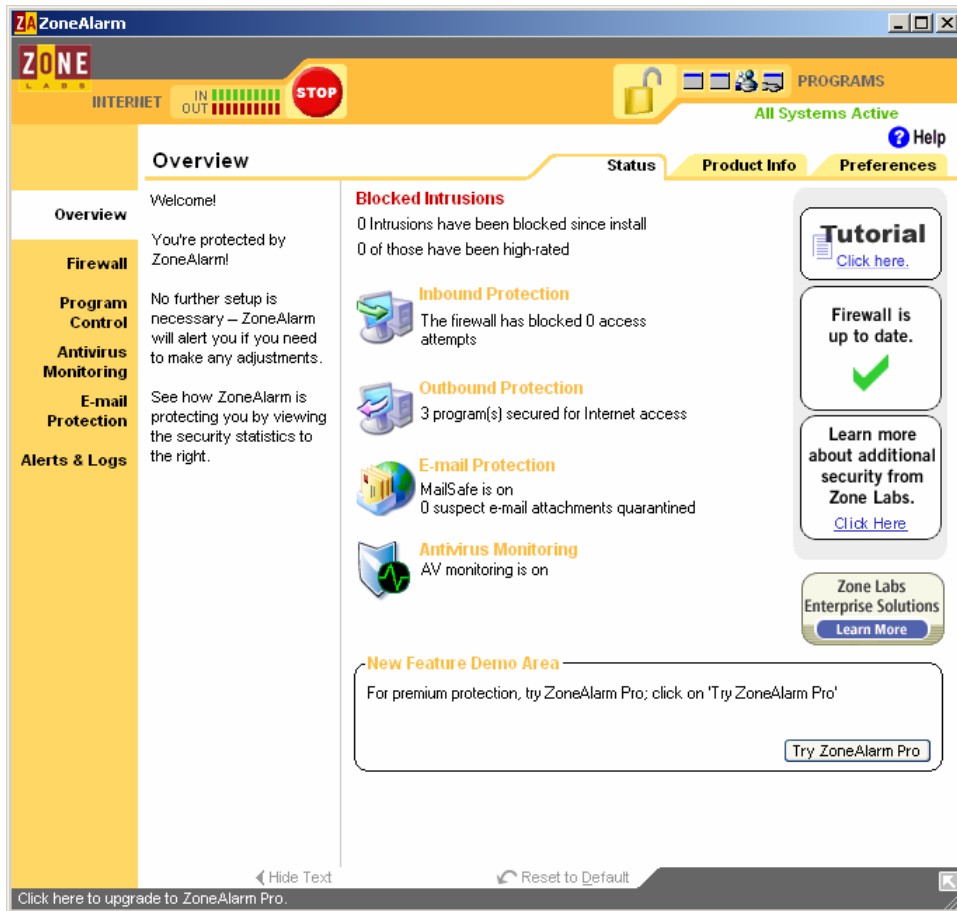 ZA ZoneAlarm
ZONE
LABS
INTERNET
IN
OUT
STOP
PROGRAMS
All Systems Active
? Help
Overview
Status
Product Info
Preferences
Overview
Firewall
Program
Control
Antivirus
Monitoring
E-mail
Protection
Alerts & Logs
Welcome!
You're protected by
ZoneAlarm!
No further setup is
necessary – ZoneAlarm
will alert you if you need
to make any adjustments.
See how ZoneAlarm is
protecting you by viewing
the security statistics to
the right.
Blocked Intrusions
0 Intrusions have been blocked since install
0 of those have been high-rated
Inbound Protection
The firewall has blocked 0 access
attempts
Outbound Protection
3 program(s) secured for Internet access
E-mail Protection
MailSafe is on
0 suspect e-mail attachments quarantined
Antivirus Monitoring
AV monitoring is on
Tutorial
Click here.
Firewall is
up to date.
Learn more
about additional
security from
Zone Labs.
Click Here
Zone Labs
Enterprise Solutions
Learn More
New Feature Demo Area
For premium protection, try ZoneAlarm Pro; click on 'Try ZoneAlarm Pro'
Try ZoneAlarm Pro
Hide Text
Reset to Default
Click here to upgrade to ZoneAlarm Pro.